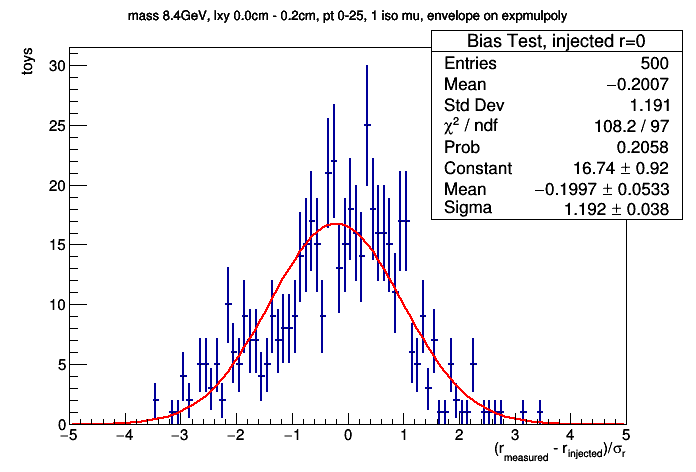 mass 8.4GeV, lxy 0.0cm - 0.2cm, pt 0-25, 1 iso mu, envelope on expmulpoly
toys
Bias Test, injected r=0
Entries 500
Mean −0.2007
Std Dev 1.191
χ² / ndf 108.2 / 97
Prob 0.2058
Constant 16.74 ± 0.92
Mean −0.1997 ± 0.0533
Sigma 1.192 ± 0.038
30
25
20
15
10
5
0
−5 −4 −3 −2 −1 0 1 2 3 4 5
(r_measured - r_injected)/σ_r